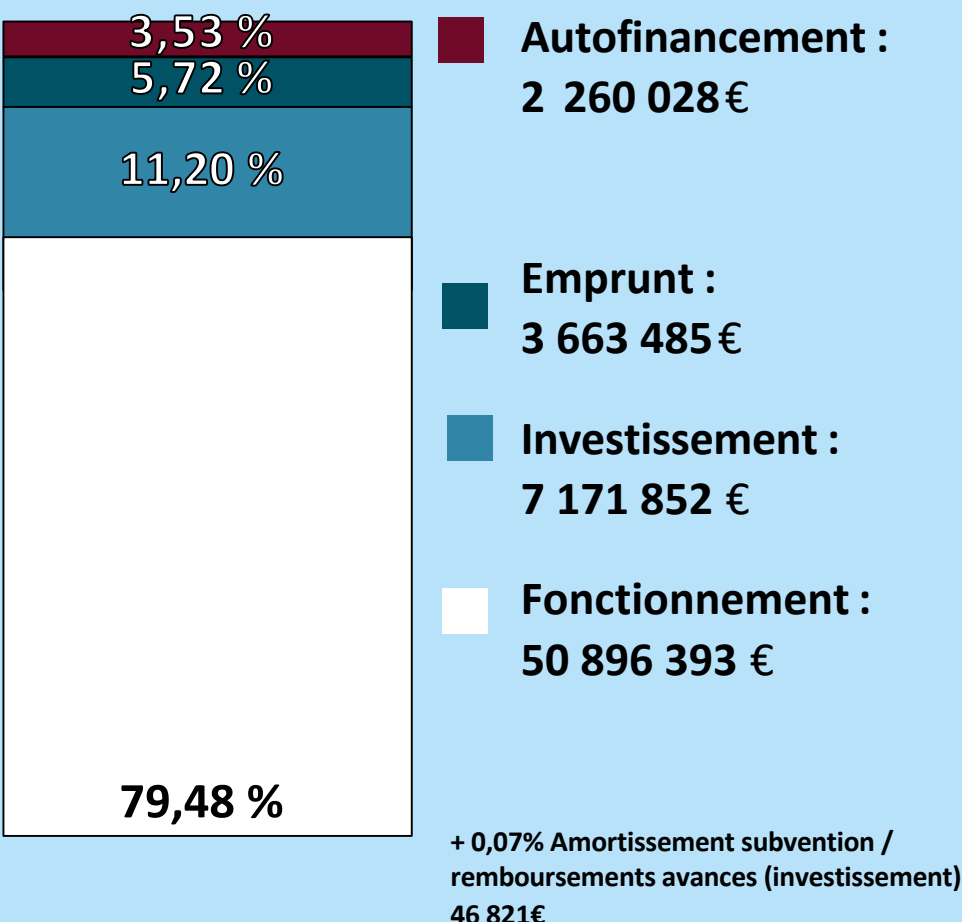 3,53 %
5,72 %
11,20 %
79,48 %
Autofinancement :
2 260 028 €
Emprunt :
3 663 485 €
Investissement :
7 171 852 €
Fonctionnement :
50 896 393 €
+ 0,07% Amortissement subvention /
remboursements avances (investissement)
46 821€